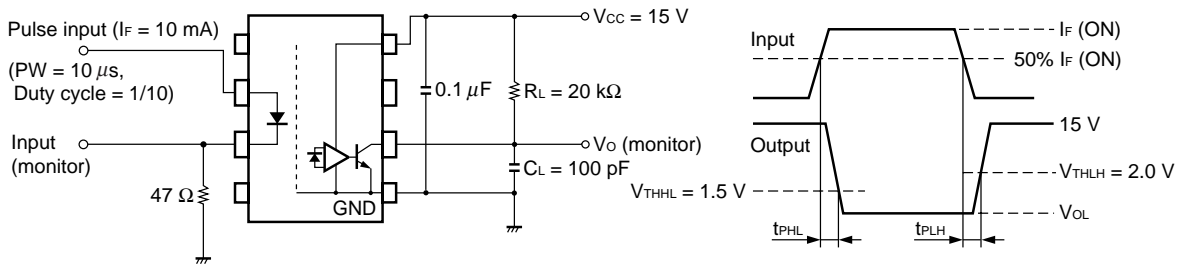 Pulse input (IF = 10 mA)
(PW = 10 μs,
Duty cycle = 1/10)
Input
(monitor)
47 Ω
GND
VCC = 15 V
0.1 μF
RL = 20 kΩ
VO (monitor)
CL = 100 pF
Input
IF (ON)
50% IF (ON)
Output
15 V
VTHHL = 1.5 V
VTHLH = 2.0 V
VOL
tPHL
tPLH